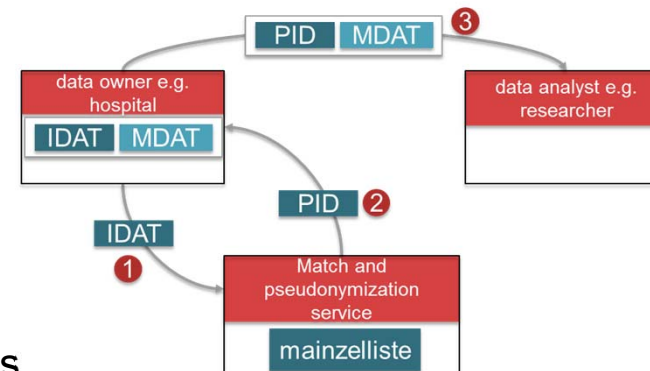 PID MDAT 3
data owner e.g.
hospital
IDAT MDAT
data analyst e.g.
researcher
PID 2
IDAT
1
Match and
pseudonymization
service
mainzelliste
s